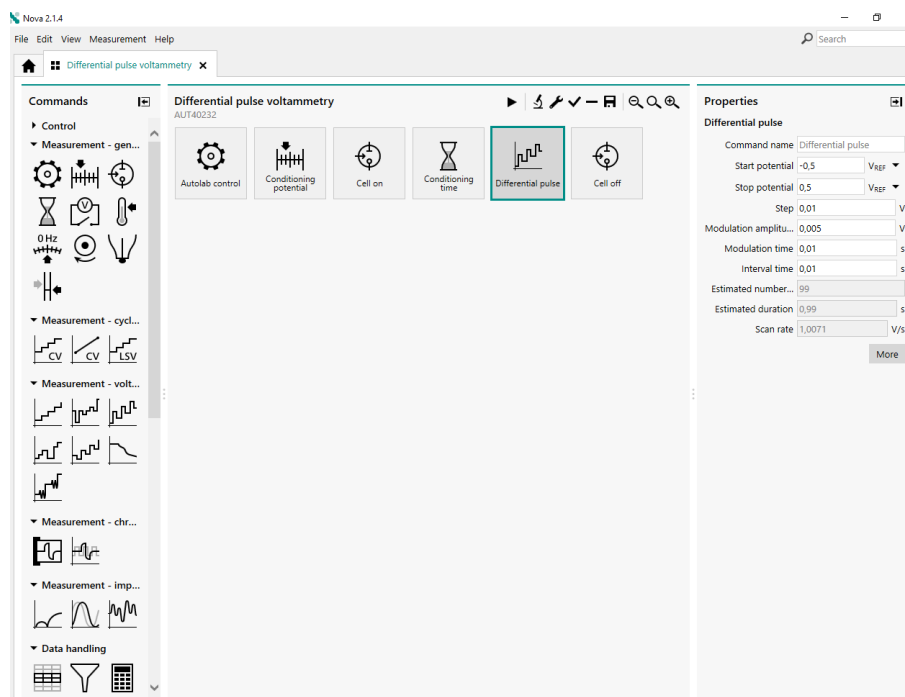 Nova 2.1.4
File Edit View Measurement Help
Search
Differential pulse voltammetry
Commands
Control
Measurement - gen...
V
0 Hz
Measurement - cycl...
CV CV LSV
Measurement - volt...
Measurement - chr...
Measurement - imp...
Data handling
Differential pulse voltammetry
AUT40232
Autolab control
Conditioning
potential
Cell on
Conditioning
time
Differential pulse
Cell off
Properties
Differential pulse
Command name Differential pulse
Start potential -0,5 VREF
Stop potential 0,5 VREF
Step 0,01 V
Modulation amplitu... 0,005 V
Modulation time 0,01 s
Interval time 0,01 s
Estimated number... 99
Estimated duration 0,99 s
Scan rate 1,0071 V/s
More